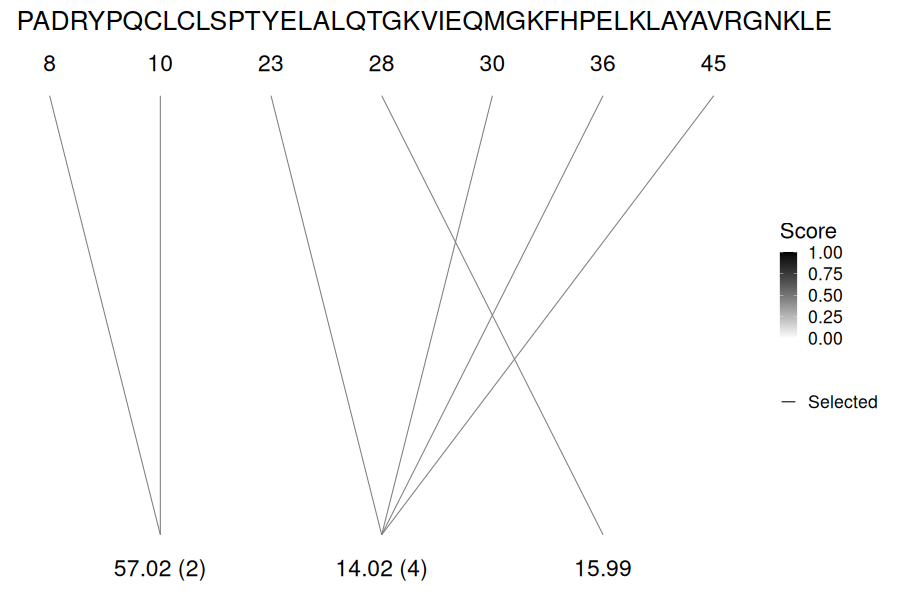 PADRYPQCLCLSPTYELALQTGKVIEQMGKFHPELKLAYAVRGNKLE
8 10 23 28 30 36 45
Score
1.00
0.75
0.50
0.25
0.00
Selected
57.02 (2) 14.02 (4) 15.99